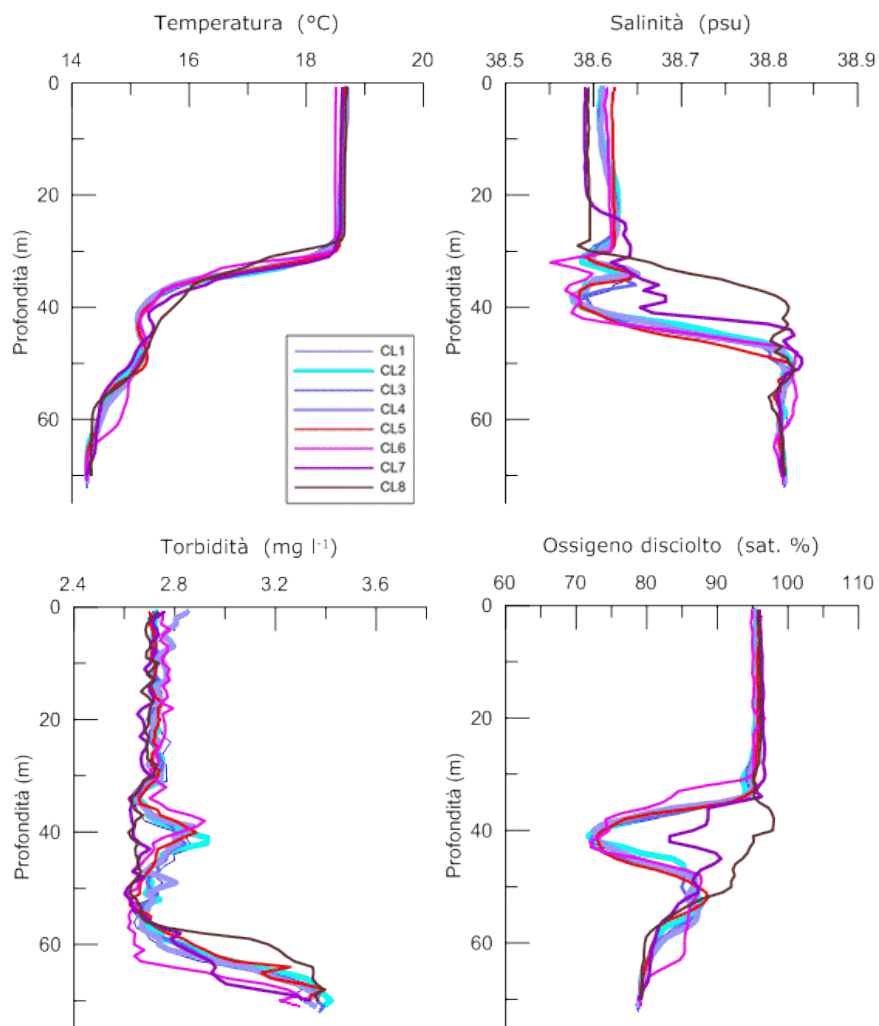 Temperatura (°C)
14 16 18 20
0
20
40
60
Profondità (m)
CL1
CL2
CL3
CL4
CL5
CL6
CL7
CL8
Salinità (psu)
38.5 38.6 38.7 38.8 38.9
0
20
40
60
Profondità (m)
Torbidità (mg l-1)
2.4 2.8 3.2 3.6
0
20
40
60
Profondità (m)
Ossigeno disciolto (sat. %)
60 70 80 90 100 110
0
20
40
60
Profondità (m)